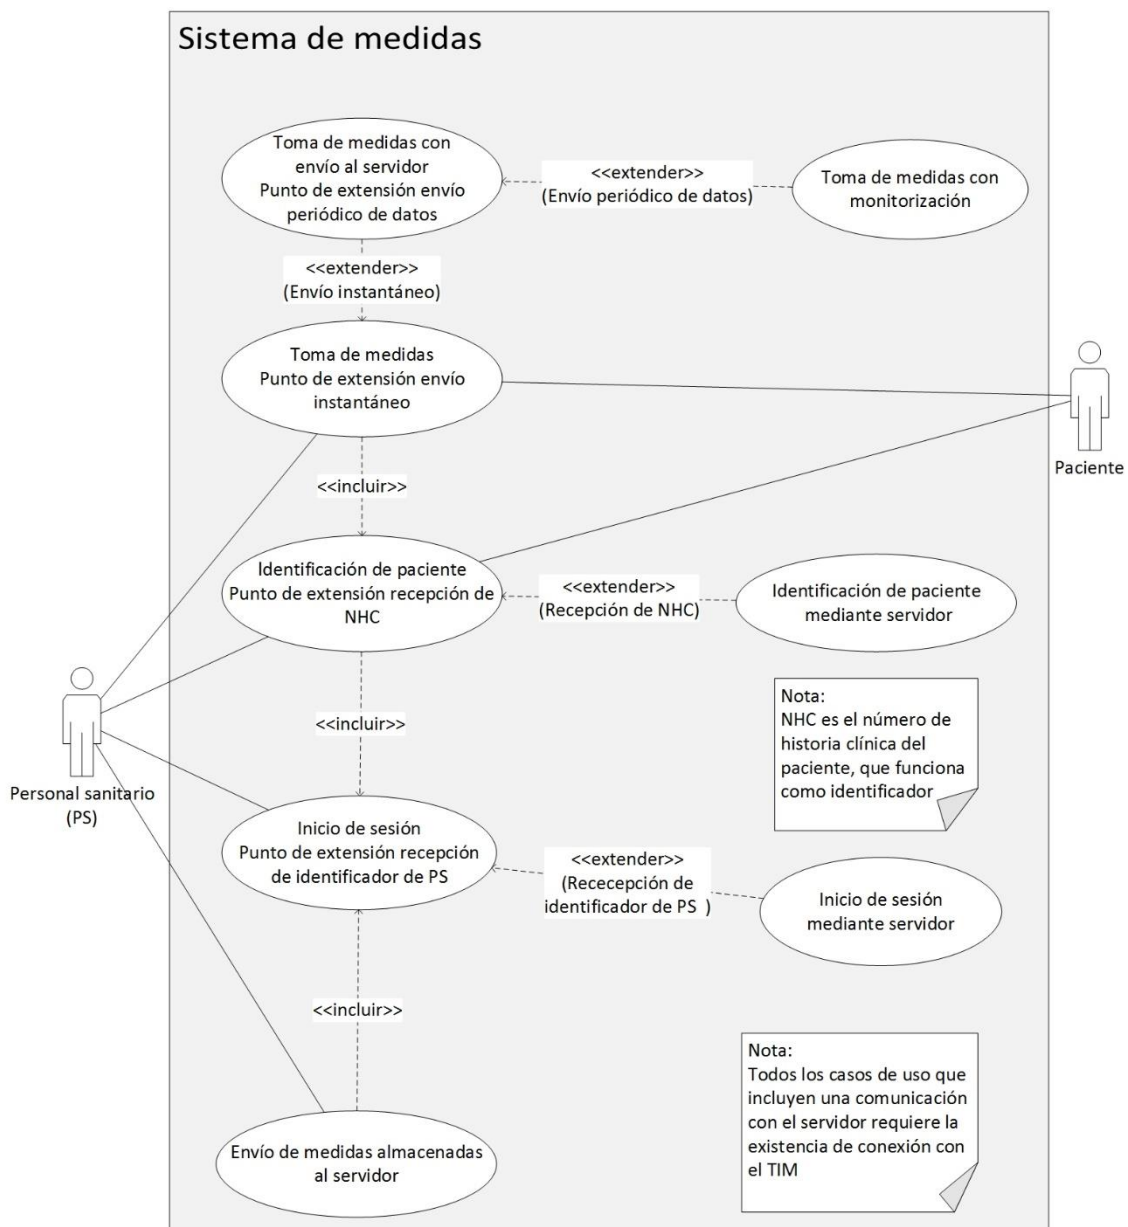 Sistema de medidas
Toma de medidas con
envío al servidor
Punto de extensión envío
periódico de datos
<<extender>>
(Envío periódico de datos)
Toma de medidas con
monitorización
<<extender>>
(Envío instantáneo)
Toma de medidas
Punto de extensión envío
instantáneo
Paciente
<<incluir>>
Identificación de paciente
Punto de extensión recepción de
NHC
<<extender>>
(Recepción de NHC)
Identificación de paciente
mediante servidor
Nota:
NHC es el número de
historia clínica del
paciente, que funciona
como identificador
<<incluir>>
Personal sanitario
(PS)
Inicio de sesión
Punto de extensión recepción
de identificador de PS
<<extender>>
(Rececepción de
identificador de PS )
Inicio de sesión
mediante servidor
<<incluir>>
Nota:
Todos los casos de uso que
incluyen una comunicación
con el servidor requiere la
existencia de conexión con
el TIM
Envío de medidas almacenadas
al servidor